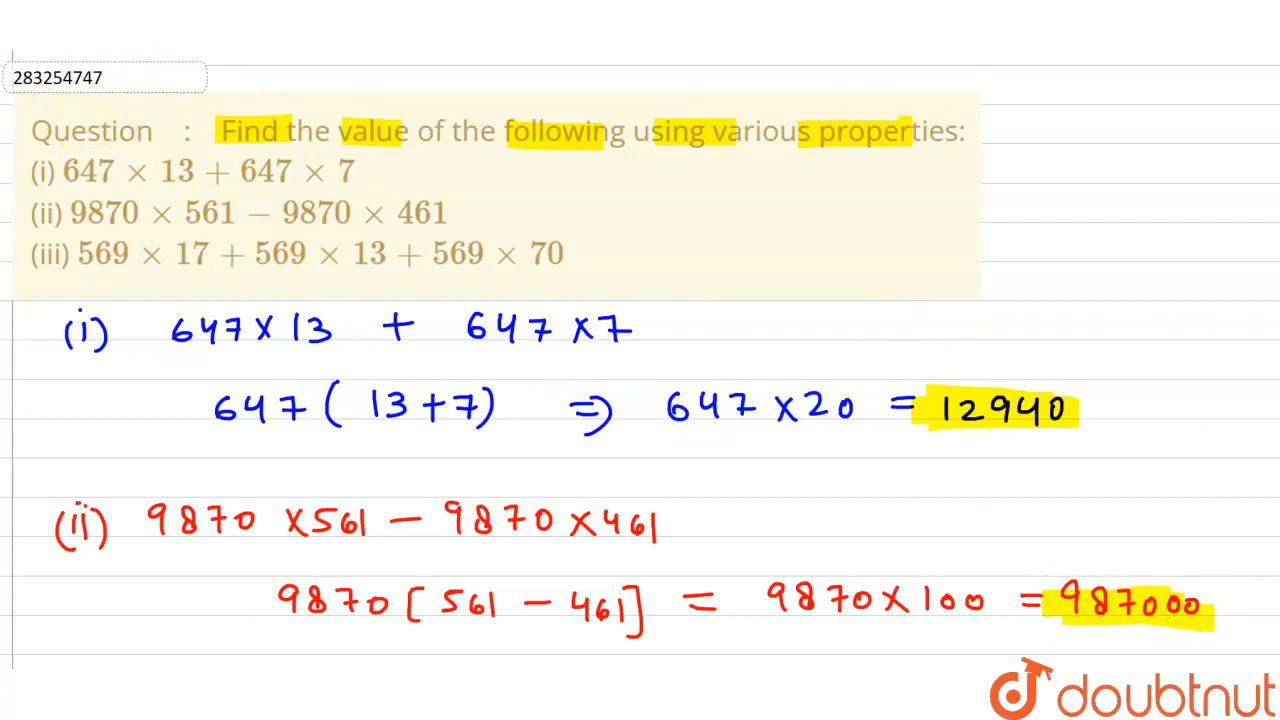 283254747
Question : Find the value of the following using various properties:
(i) 647 × 13 + 647 × 7
(ii) 9870 × 561 − 9870 × 461
(iii) 569 × 17 + 569 × 13 + 569 × 70
(i) 647 × 13 + 647 × 7
647 ( 13 + 7) ⇒ 647 × 20 = 12940
(ii) 9870 × 561 − 9870 × 461
9870 [ 561 − 461] = 9870 × 100 = 987000
doubtnut